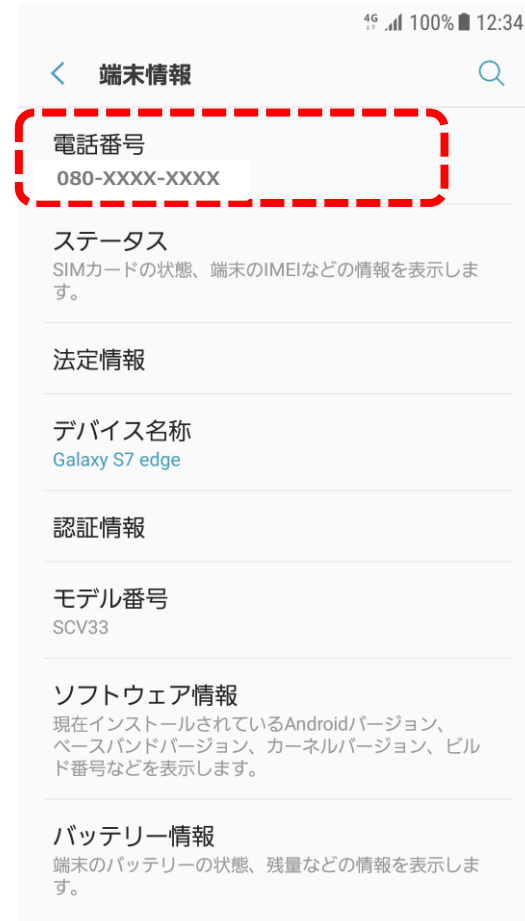 4G 100% 12:34
端末情報
電話番号
080-XXXX-XXXX
ステータス
SIMカードの状態、端末のIMEIなどの情報を表示しま
す。
法定情報
デバイス名称
Galaxy S7 edge
認証情報
モデル番号
SCV33
ソフトウェア情報
現在インストールされているAndroidバージョン、
ベースバンドバージョン、カーネルバージョン、ビル
ド番号などを表示します。
バッテリー情報
端末のバッテリーの状態、残量などの情報を表示しま
す。